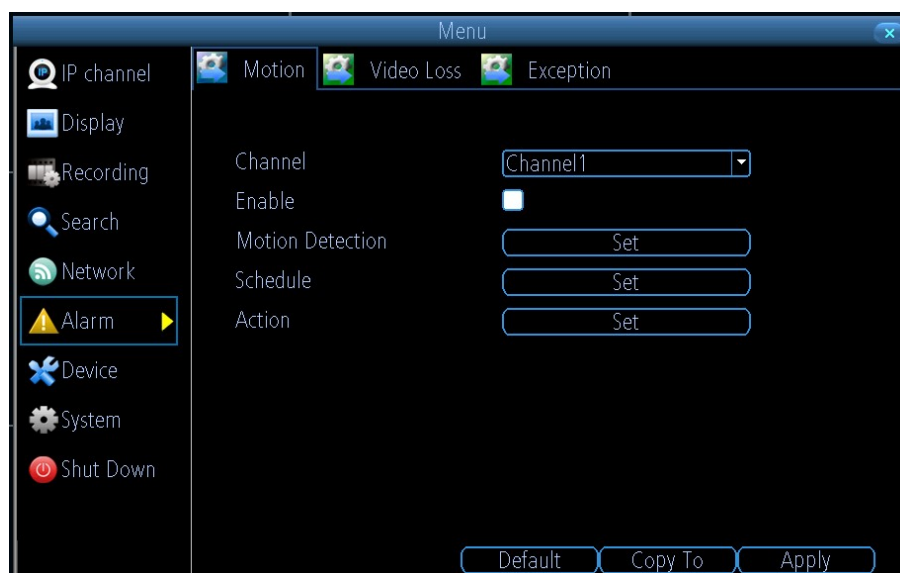 Menu
IP channel
Display
Recording
Search
Network
Alarm
Device
System
Shut Down
Motion Video Loss Exception
Channel Channel1
Enable
Motion Detection Set
Schedule Set
Action Set
Default Copy To Apply